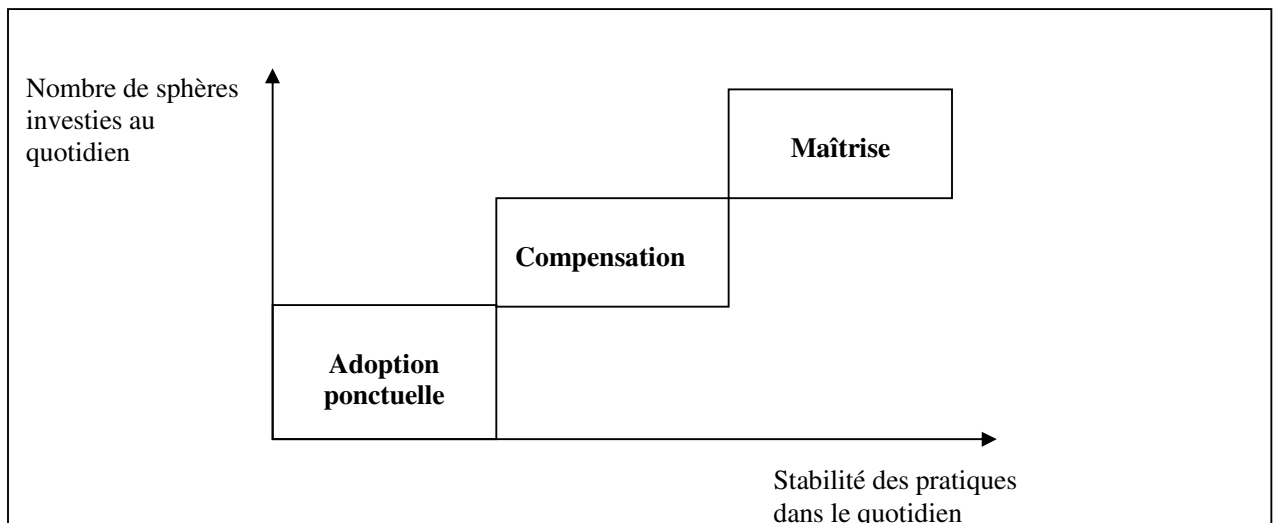 Nombre de sphères
investies au
quotidien
Maîtrise
Compensation
Adoption
ponctuelle
Stabilité des pratiques
dans le quotidien